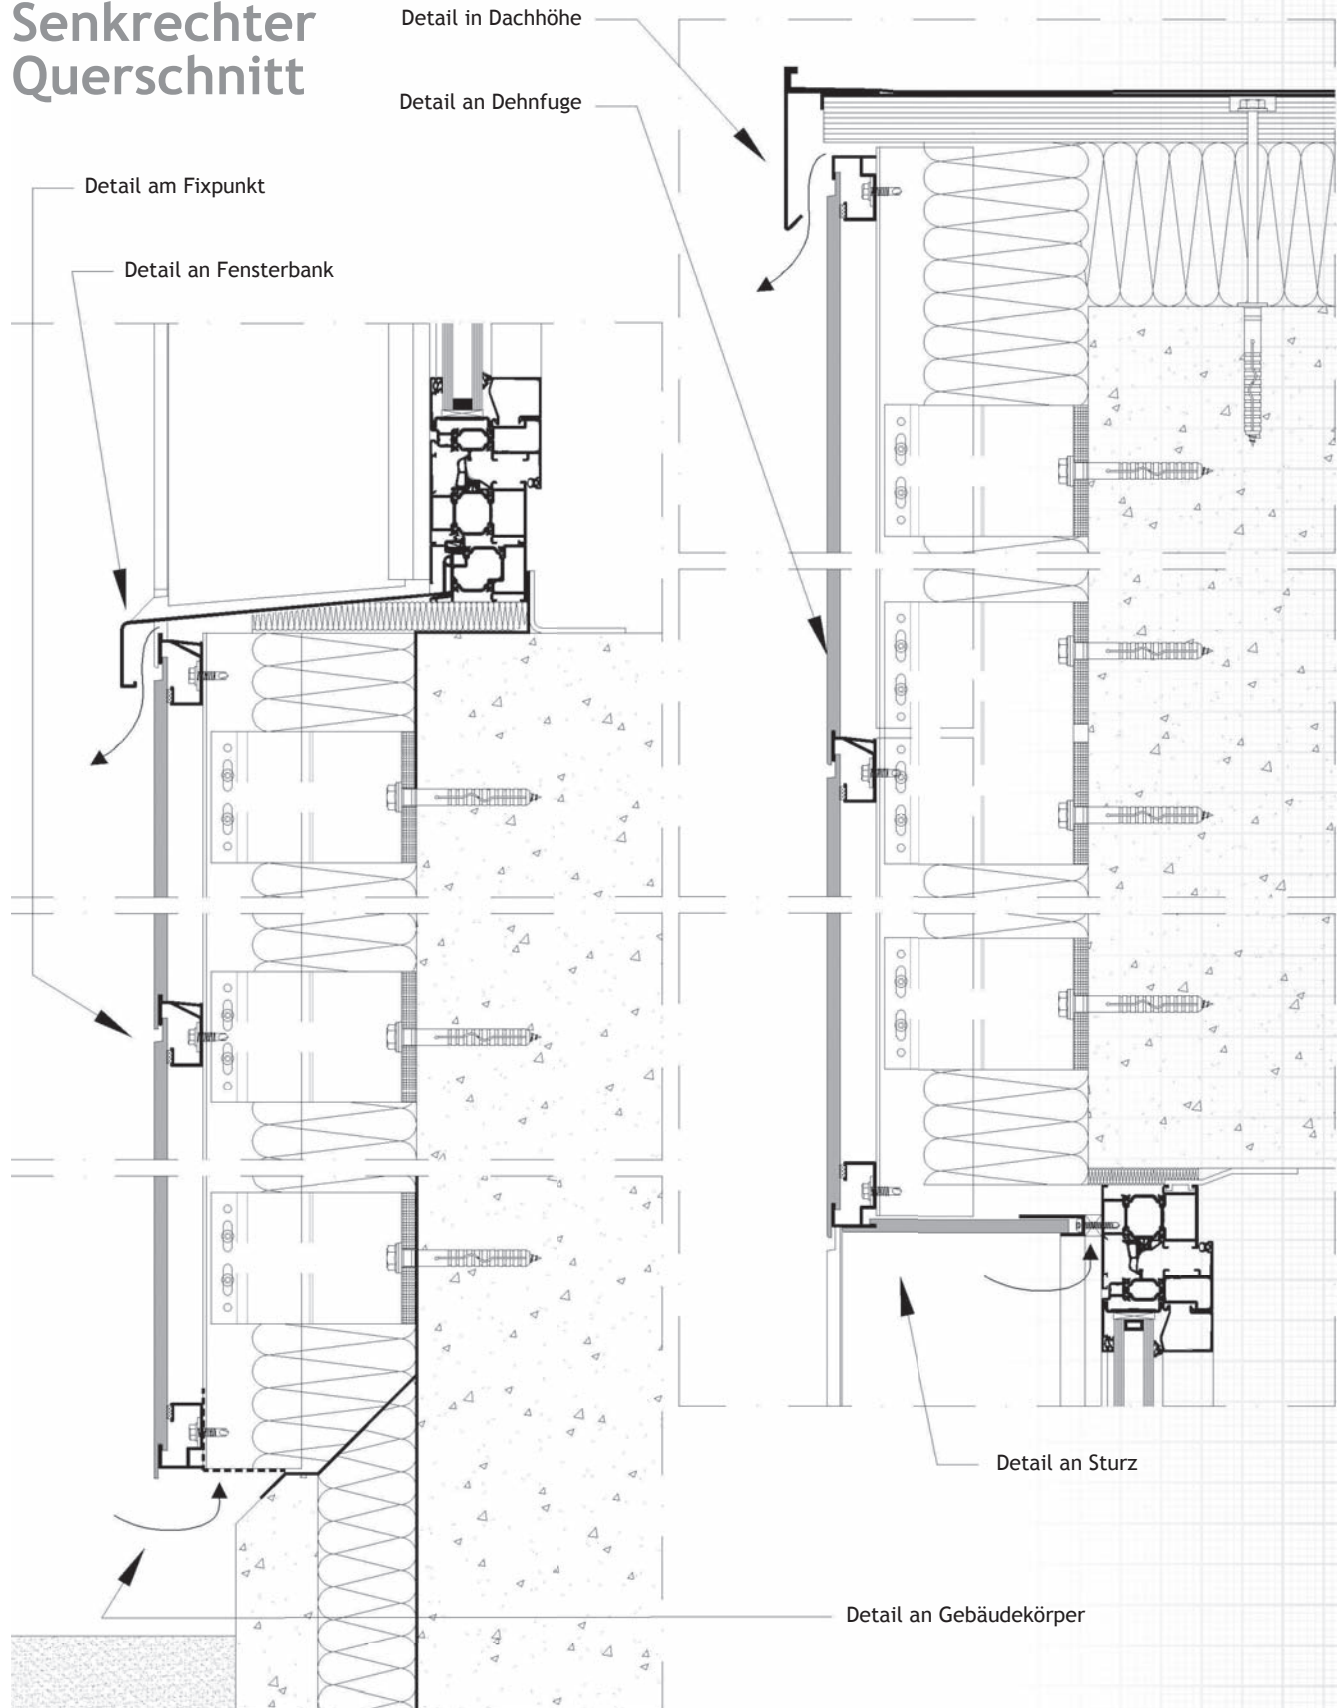 Senkrechter
Querschnitt
Detail in Dachhöhe
Detail an Dehnfuge
Detail am Fixpunkt
Detail an Fensterbank
Detail an Sturz
Detail an Gebäudekörper